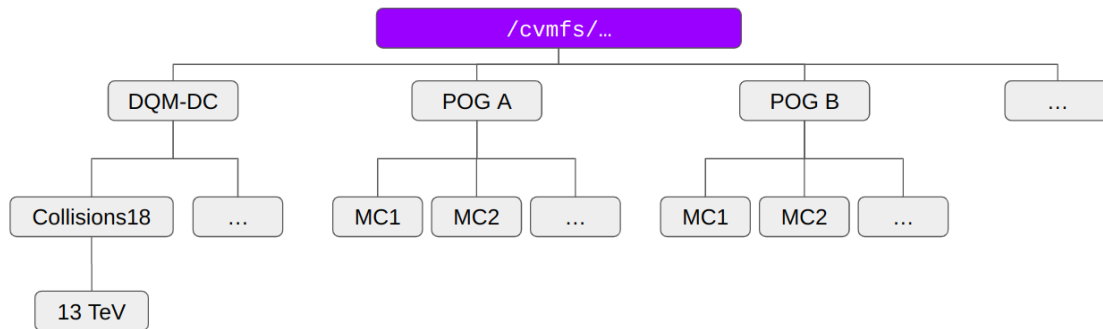 /cvmfs/…
DQM-DC
POG A
POG B
…
Collisions18
…
MC1
MC2
…
MC1
MC2
…
13 TeV